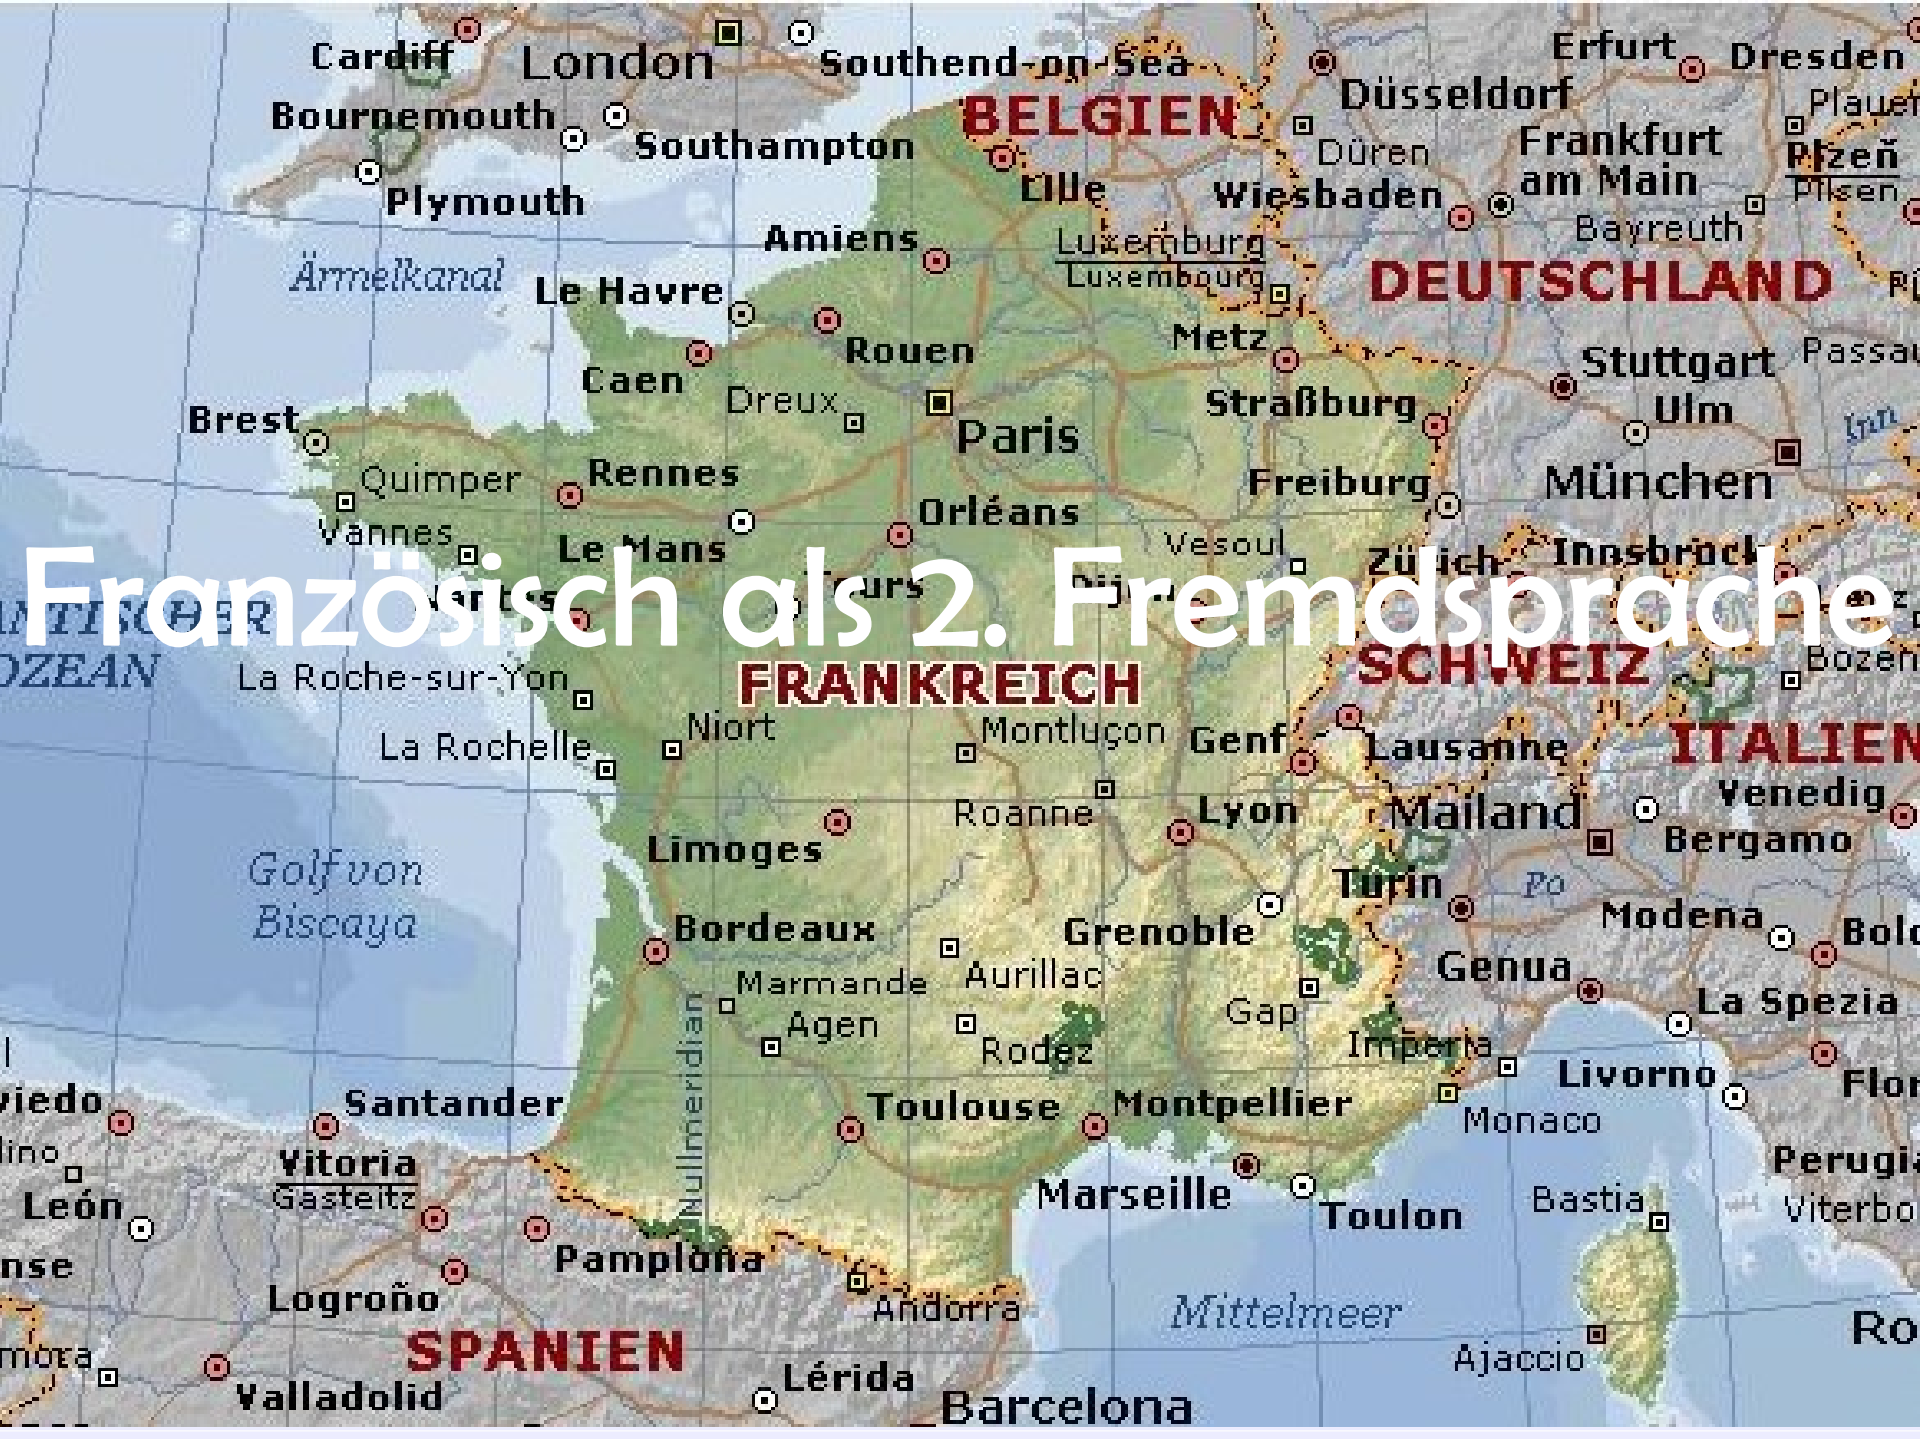 Cardiff
London
Southend-on-Sea
Erfurt
Dresden
Bournemouth
Southampton
BELGIEN
Düsseldorf
Düren
Frankfurt
am Main
Plzeň
Pilsen
Plymouth
Lille
Wiesbaden
Bayreuth
Amiens
Luxemburg
Luxembourg
Ärmelkanal
Le Havre
DEUTSCHLAND
Rouen
Metz
Stuttgart
Caen
Dreux
Straßburg
Ulm
Inn
Brest
Paris
Quimper
Rennes
Freiburg
München
Vannes
Le Mans
Orléans
Vesoul
Zürich
Innsbruck
Nantes
Tours
Französisch als 2. Fremdsprache
OZEAN
La Roche-sur-Yon
FRANKREICH
SCHWEIZ
Bozen
La Rochelle
Niort
Montluçon
Genf
Lausanne
ITALIEN
Limoges
Roanne
Lyon
Mailand
Venedig
Bergamo
Golf von
Biscaya
Turin
Po
Bordeaux
Grenoble
Modena
Marmande
Aurillac
Genua
Agen
Rodez
Gap
La Spezia
Nullmeridian
Imperia
Livorno
Santander
Toulouse
Montpellier
Monaco
Vitoria
Gasteitz
León
Marseille
Toulon
Bastia
Viterbo
Pamplona
Logroño
Andorra
Mittelmeer
SPANIEN
Ajaccio
Valladolid
Lérida
Barcelona